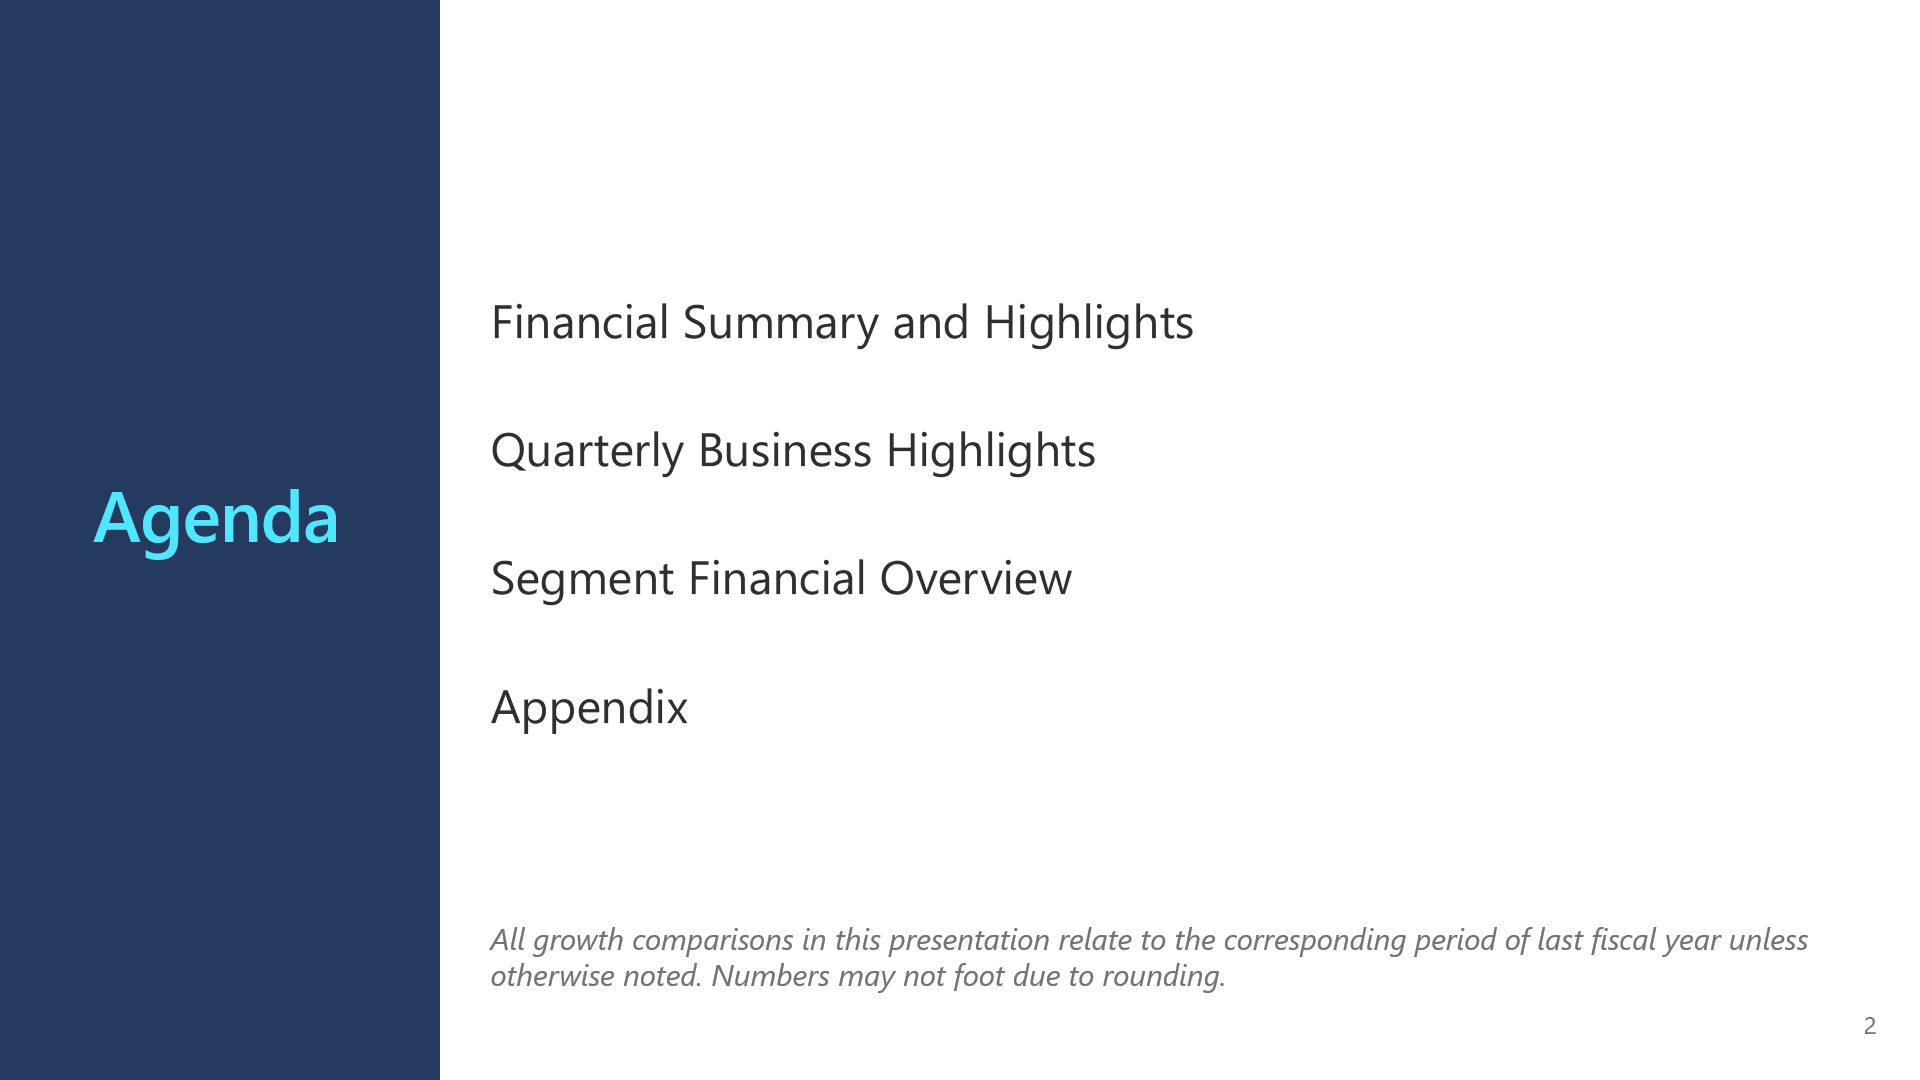 Agenda
Financial Summary and Highlights
Quarterly Business Highlights
Segment Financial Overview
Appendix
All growth comparisons in this presentation relate to the corresponding period of last fiscal year unless
otherwise noted. Numbers may not foot due to rounding.
2